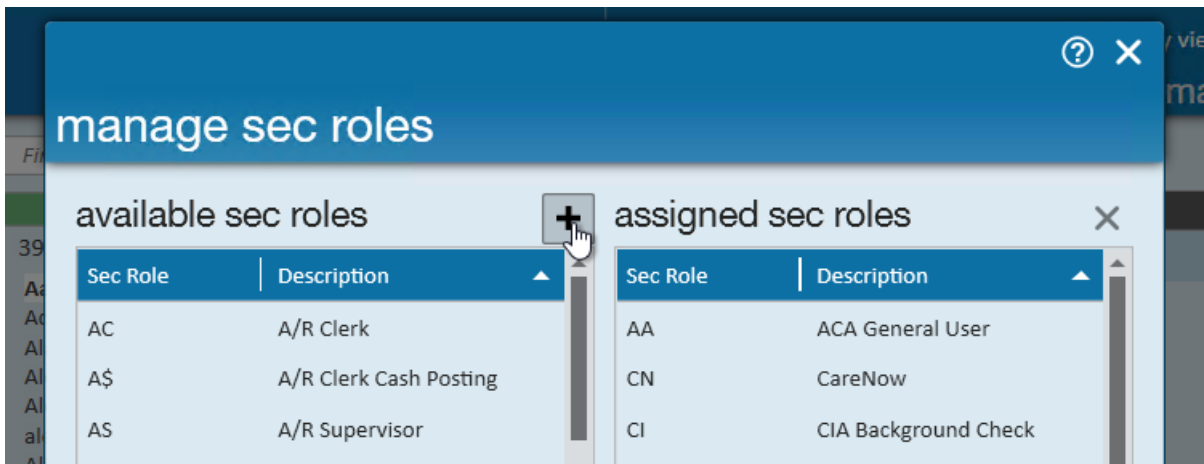 manage sec roles
available sec roles
Sec Role Description
AC A/R Clerk
A$ A/R Clerk Cash Posting
AS A/R Supervisor
assigned sec roles
Sec Role Description
AA ACA General User
CN CareNow
CI CIA Background Check
39